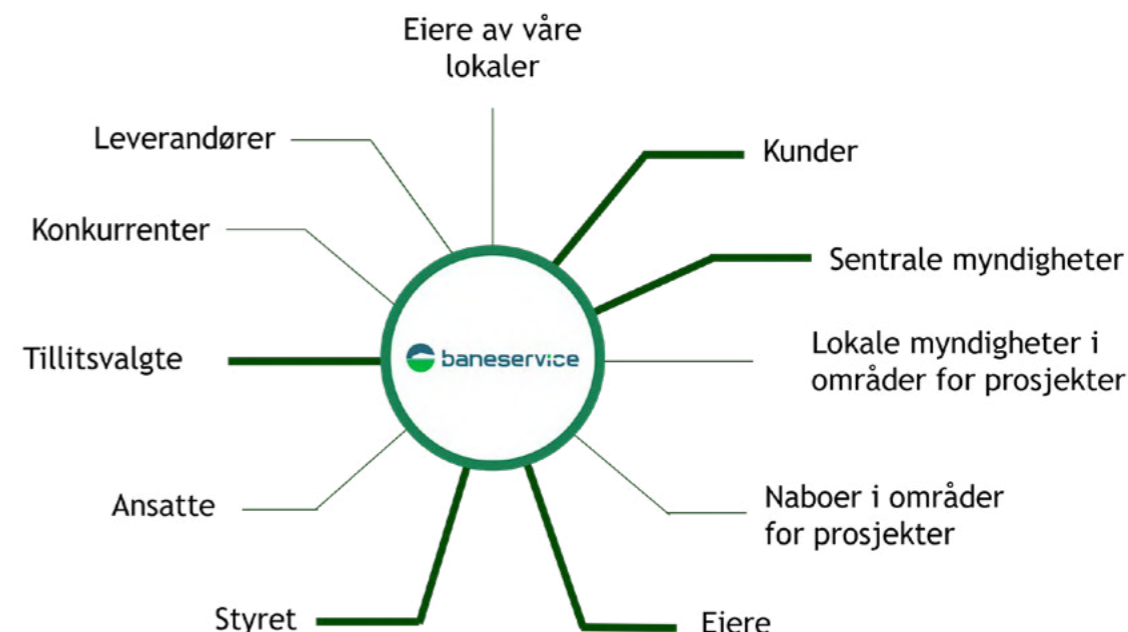 Eiere av våre
lokaler
Leverandører
Kunder
Konkurrenter
Sentrale myndigheter
Tillitsvalgte
baneservice
Lokale myndigheter i
områder for prosjekter
Ansatte
Naboer i områder
for prosjekter
Styret
Eiere